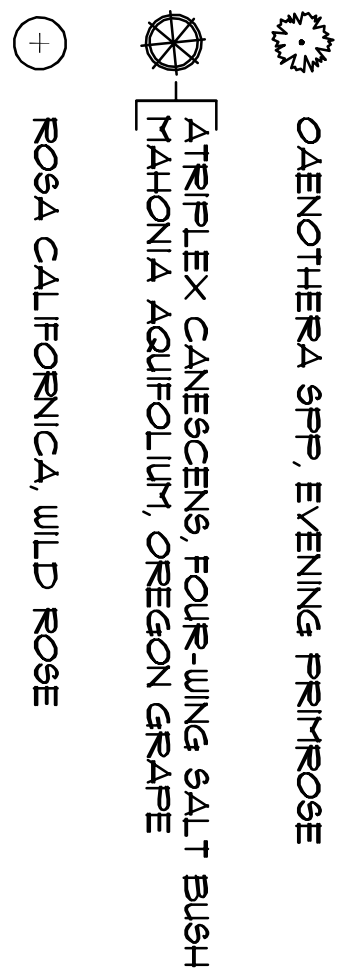 OAENOTHERA SPP, EVENING PRIMROSE
ATRIPLEX CANESCENS, FOUR-WING SALT BUSH
MAHONIA AQUIFOLIUM, OREGON GRAPE
ROSA CALIFORNICA, WILD ROSE